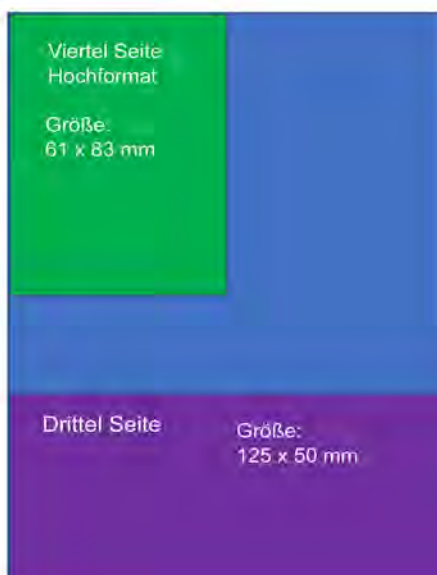 Viertel Seite
Hochformat
Größe:
61 x 83 mm
Drittel Seite
Größe:
125 x 50 mm